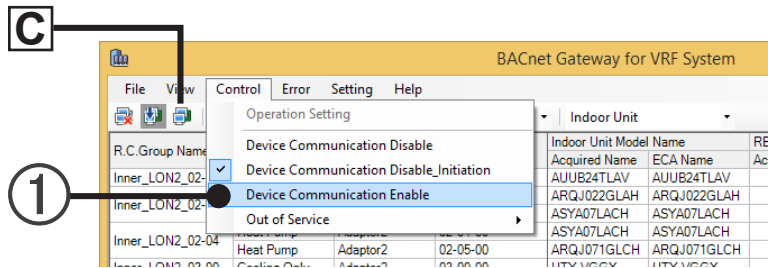 C
BACnet Gateway for VRF System
File View Control Error Setting Help
Operation Setting
Indoor Unit
Device Communication Disable
Device Communication Disable_Initiation
Device Communication Enable
Out of Service
1
R.C.Group Name Indoor Unit Model Name
Acquired Name ECA Name
Inner_LON2_02- AUUB24TLAV AUUB24TLAV
Inner_LON2_02- ARQJ022GLAH ARQJ022GLAH
ASYA07LACH ASYA07LACH
Inner_LON2_02-04 ASYA07LACH ASYA07LACH
Heat Pump Adaptor2 02-05-00 ARQJ071GLCH ARQJ071GLCH